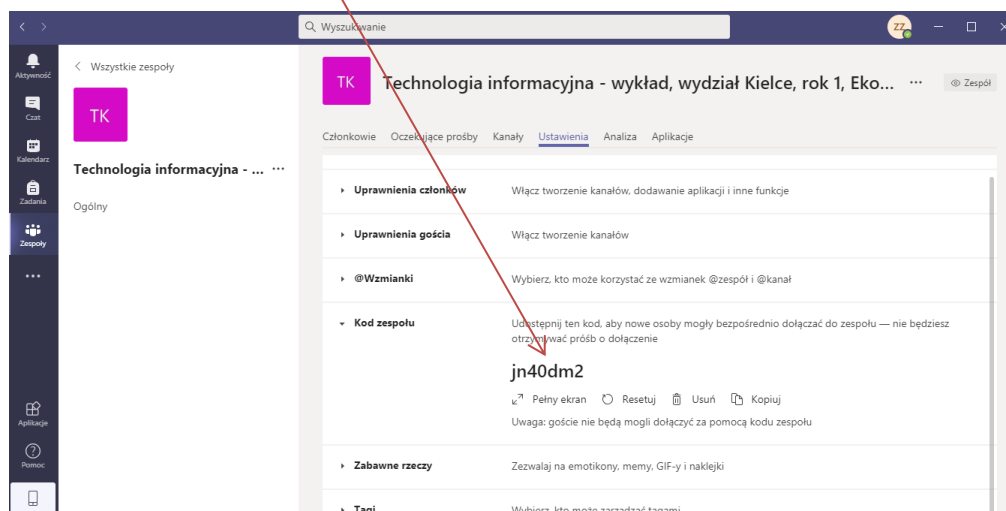 Wyszukiwanie
ZZ
Aktywność
Czat
Kalendarz
Zadania
Zespoły
Aplikacje
Pomoc
Wszystkie zespoły
TK
Technologia informacyjna - ...
Ogólny
TK
Technologia informacyjna - wykład, wydział Kielce, rok 1, Eko...
Zespół
Członkowie Oczekujące prośby Kanały Ustawienia Analiza Aplikacje
Uprawnienia członków Włącz tworzenie kanałów, dodawanie aplikacji i inne funkcje
Uprawnienia gościa Włącz tworzenie kanałów
@Wzmianki Wybierz, kto może korzystać ze wzmianek @zespół i @kanał
Kod zespołu Udostępnij ten kod, aby nowe osoby mogły bezpośrednio dołączać do zespołu — nie będziesz
otrzymywać próśb o dołączenie
jn40dm2
Pełny ekran Resetuj Usuń Kopiuj
Uwaga: goście nie będą mogli dołączyć za pomocą kodu zespołu
Zabawne rzeczy Zezwalaj na emotikony, memy, GIF-y i naklejki
Tagi Wybierz, kto może zarządzać tagami